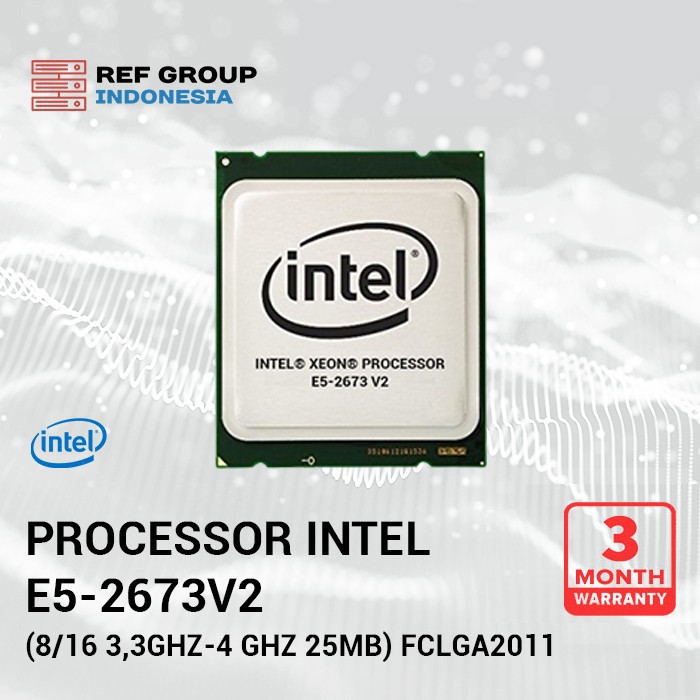 REF GROUP
INDONESIA
intel®
INTEL® XEON® PROCESSOR
E5-2673 V2
intel
PROCESSOR INTEL
E5-2673V2
(8/16 3,3GHZ-4 GHZ 25MB) FCLGA2011
3
MONTH
WARRANTY